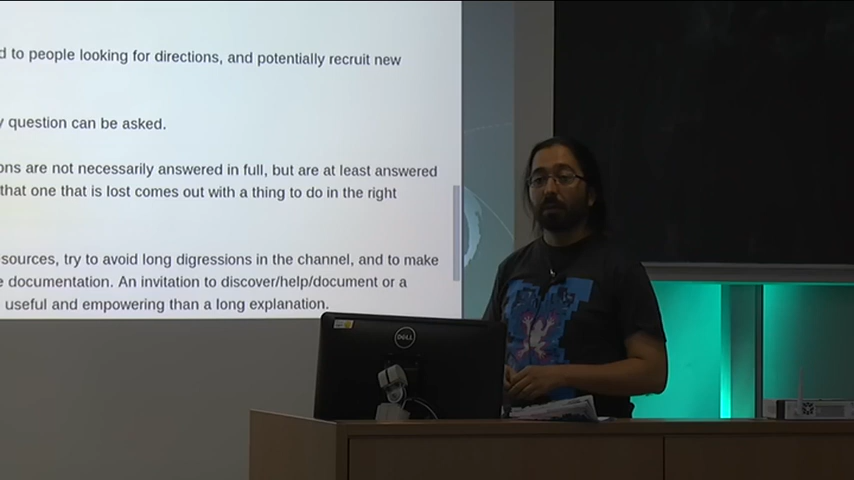 d to people looking for directions, and potentially recruit new
y question can be asked.
ons are not necessarily answered in full, but are at least answered
that one that is lost comes out with a thing to do in the right
sources, try to avoid long digressions in the channel, and to make
e documentation. An invitation to discover/help/document or a
useful and empowering than a long explanation.
DELL